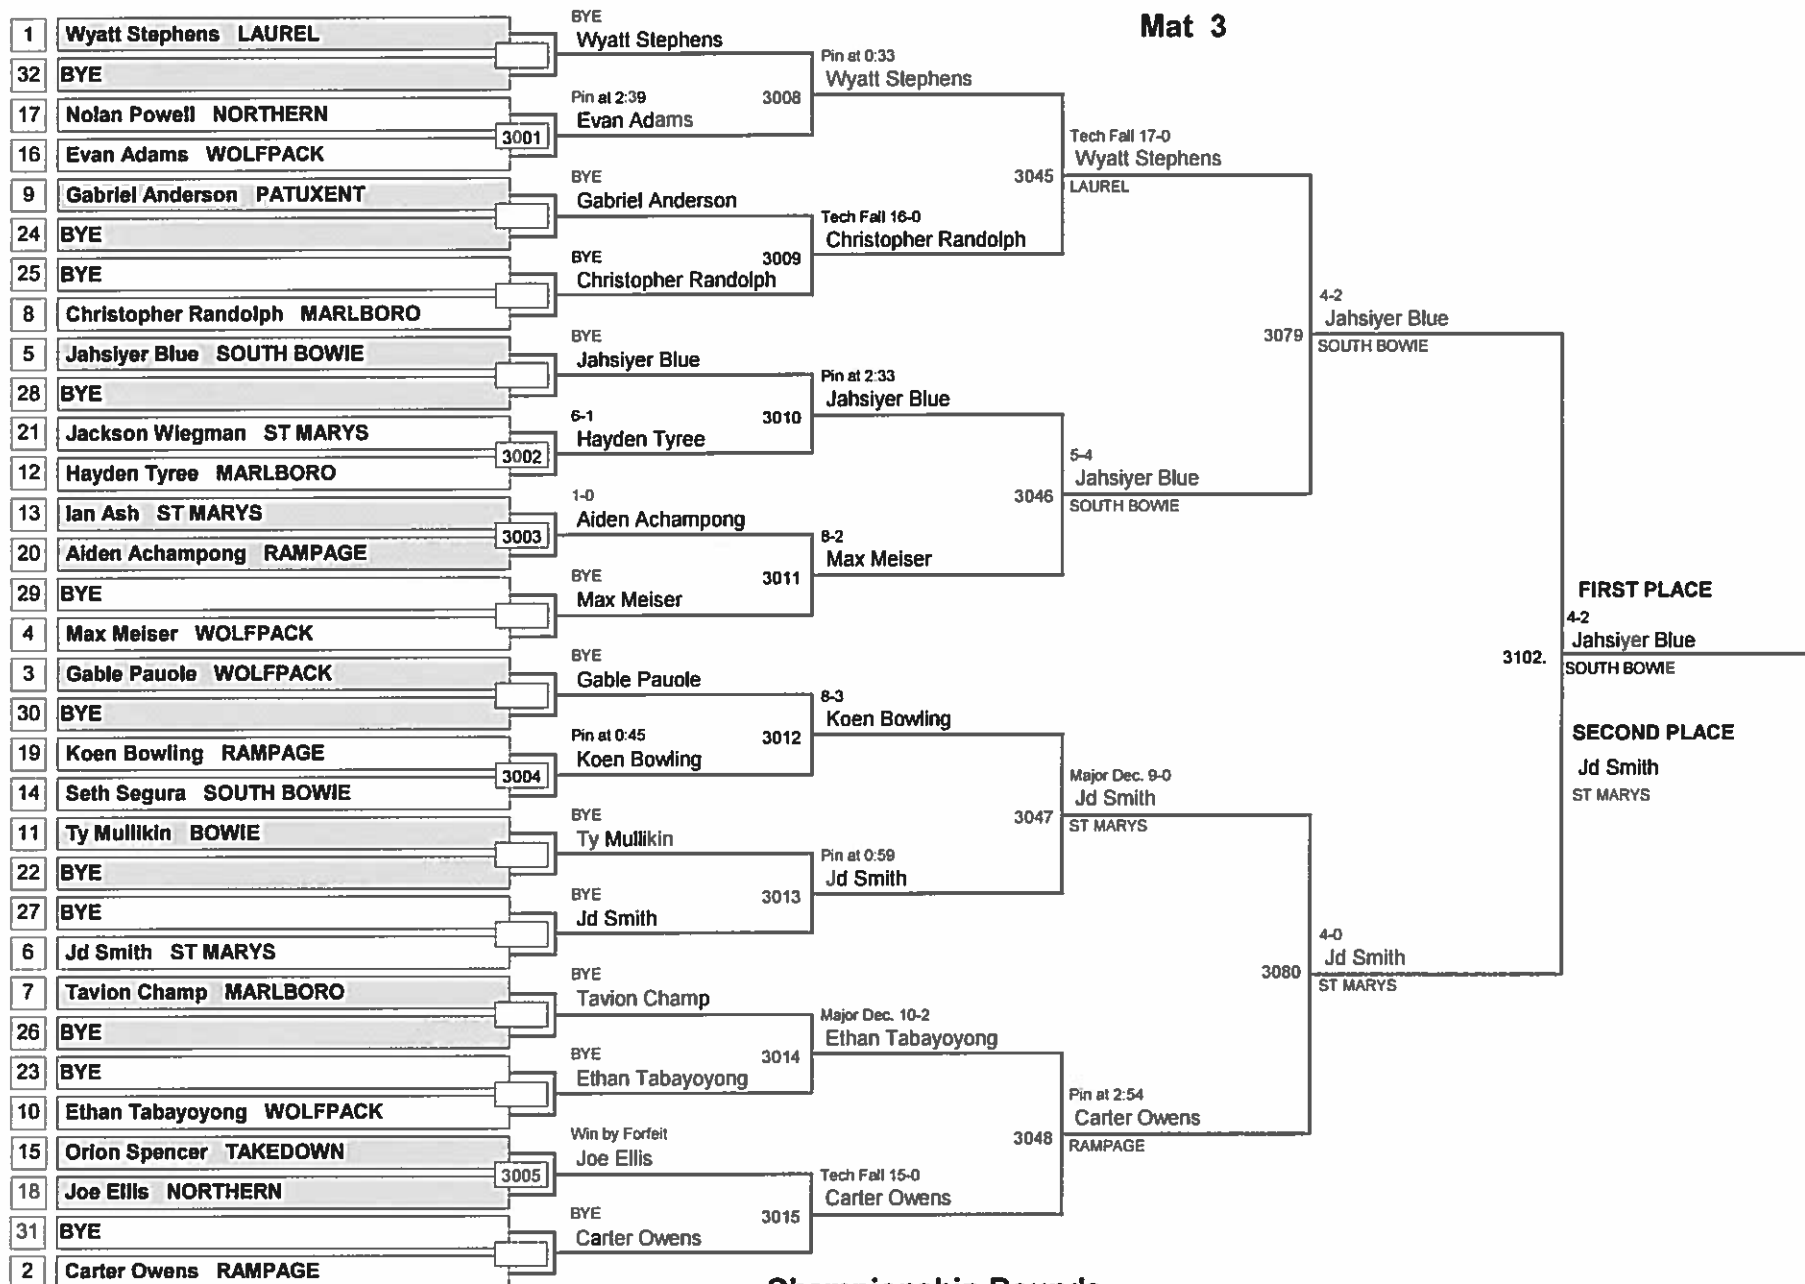 Mat 3
1 Wyatt Stephens LAUREL
32 BYE
17 Nolan Powell NORTHERN
16 Evan Adams WOLFPACK
9 Gabriel Anderson PATUXENT
24 BYE
25 BYE
8 Christopher Randolph MARLBORO
5 Jahsiyer Blue SOUTH BOWIE
28 BYE
21 Jackson Wiegman ST MARYS
12 Hayden Tyree MARLBORO
13 Ian Ash ST MARYS
20 Aiden Achampong RAMPAGE
29 BYE
4 Max Meiser WOLFPACK
3 Gable Pauole WOLFPACK
30 BYE
19 Koen Bowling RAMPAGE
14 Seth Segura SOUTH BOWIE
11 Ty Mullikin BOWIE
22 BYE
27 BYE
6 Jd Smith ST MARYS
7 Tavion Champ MARLBORO
26 BYE
23 BYE
10 Ethan Tabayoyong WOLFPACK
15 Orion Spencer TAKEDOWN
18 Joe Ellis NORTHERN
31 BYE
2 Carter Owens RAMPAGE
3001
3002
3003
3004
3005
BYE
Wyatt Stephens
Pin at 2:39
Evan Adams
BYE
Gabriel Anderson
BYE
Christopher Randolph
BYE
Jahsiyer Blue
6-1
Hayden Tyree
1-0
Aiden Achampong
BYE
Max Meiser
BYE
Gable Pauole
Pin at 0:45
Koen Bowling
BYE
Ty Mullikin
BYE
Jd Smith
BYE
Tavion Champ
BYE
Ethan Tabayoyong
Win by Forfeit
Joe Ellis
BYE
Carter Owens
3008
3009
3010
3011
3012
3013
3014
3015
Pin at 0:33
Wyatt Stephens
Tech Fall 16-0
Christopher Randolph
Pin at 2:33
Jahsiyer Blue
8-2
Max Meiser
8-3
Koen Bowling
Pin at 0:59
Jd Smith
Major Dec. 10-2
Ethan Tabayoyong
Tech Fall 15-0
Carter Owens
3045
3046
3047
3048
Tech Fall 17-0
Wyatt Stephens
LAUREL
5-4
Jahsiyer Blue
SOUTH BOWIE
Major Dec. 9-0
Jd Smith
ST MARYS
Pin at 2:54
Carter Owens
RAMPAGE
3079
3080
4-2
Jahsiyer Blue
SOUTH BOWIE
4-0
Jd Smith
ST MARYS
3102.
FIRST PLACE
4-2
Jahsiyer Blue
SOUTH BOWIE
SECOND PLACE
Jd Smith
ST MARYS
Championship Rounds